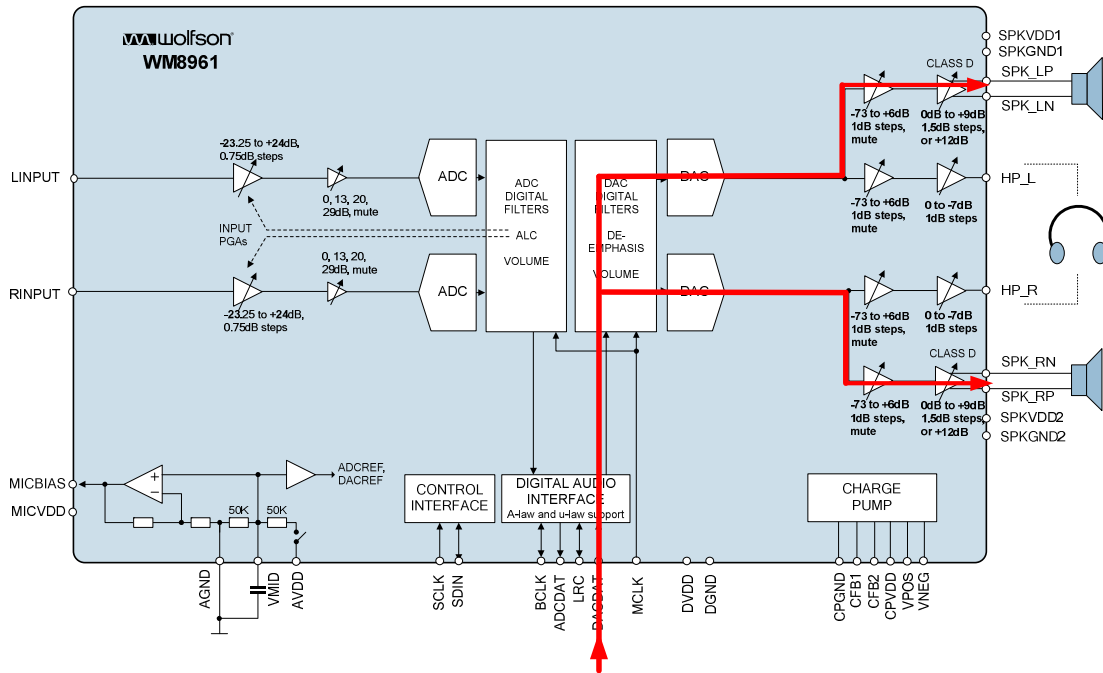 wolfson
WM8961
SPKVDD1
SPKGND1
CLASS D
SPK_LP
SPK_LN
-73 to +6dB
1dB steps,
mute
0dB to +9dB
1.5dB steps,
or +12dB
-23.25 to +24dB,
0.75dB steps
LINPUT
0, 13, 20,
29dB, mute
ADC
ADC
DIGITAL
FILTERS
ALC
VOLUME
DAC
DIGITAL
FILTERS
DE-
EMPHASIS
VOLUME
DAC
-73 to +6dB
1dB steps,
mute
0 to -7dB
1dB steps
HP_L
INPUT
PGAs
0, 13, 20,
29dB, mute
RINPUT
-23.25 to +24dB,
0.75dB steps
ADC
DAC
-73 to +6dB
1dB steps,
mute
0 to -7dB
1dB steps
HP_R
CLASS D
SPK_RN
SPK_RP
-73 to +6dB
1dB steps,
mute
0dB to +9dB
1.5dB steps,
or +12dB
SPKVDD2
SPKGND2
MICBIAS
MICVDD
+
−
ADCREF,
DACREF
50K
50K
CONTROL
INTERFACE
DIGITAL AUDIO
INTERFACE
A-law and u-law support
CHARGE
PUMP
AGND
VMID
AVDD
SCLK
SDIN
BCLK
ADCDAT
LRC
DACDAT
MCLK
DVDD
DGND
CPGND
CFB1
CFB2
CPVDD
VPOS
VNEG